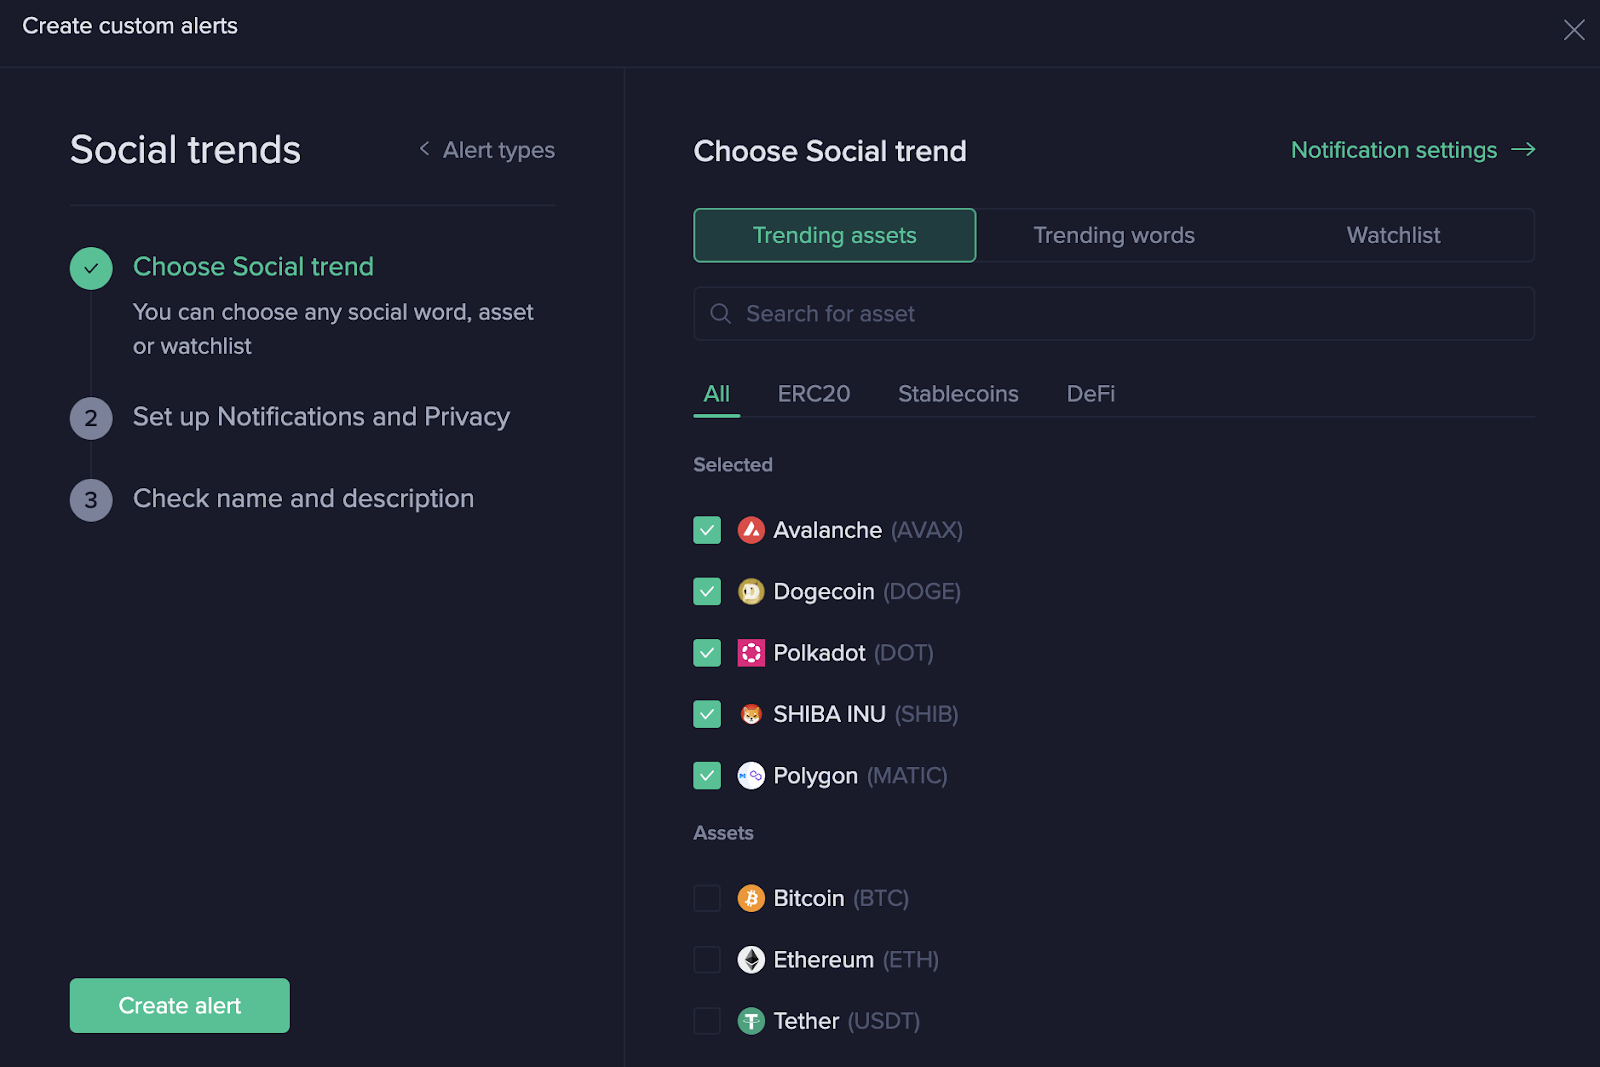 Create custom alerts
Social trends
Alert types
Choose Social trend
You can choose any social word, asset
or watchlist
2
Set up Notifications and Privacy
3
Check name and description
Create alert
Choose Social trend
Notification settings
Trending assets
Trending words
Watchlist
Search for asset
All
ERC20
Stablecoins
DeFi
Selected
Avalanche (AVAX)
Dogecoin (DOGE)
Polkadot (DOT)
SHIBA INU (SHIB)
Polygon (MATIC)
Assets
Bitcoin (BTC)
Ethereum (ETH)
Tether (USDT)